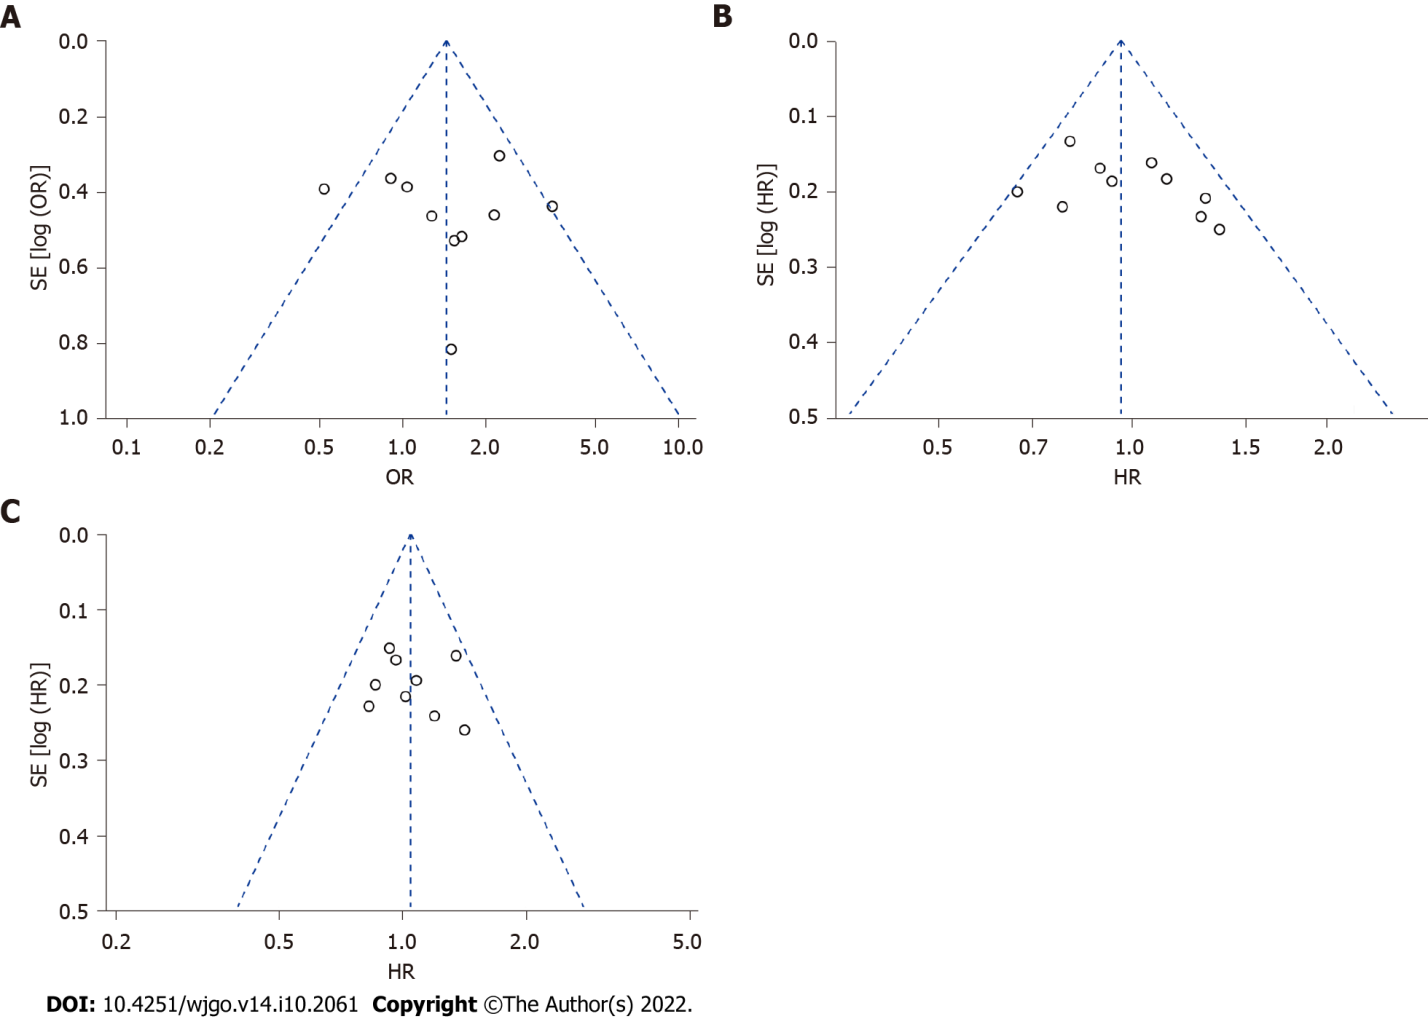 A
0.0
0.2
0.4
0.6
0.8
1.0
SE [log (OR)]
0.1 0.2 0.5 1.0 2.0 5.0 10.0
OR
B
0.0
0.1
0.2
0.3
0.4
0.5
SE [log (HR)]
0.5 0.7 1.0 1.5 2.0
HR
C
0.0
0.1
0.2
0.3
0.4
0.5
SE [log (HR)]
0.2 0.5 1.0 2.0 5.0
HR
DOI: 10.4251/wjgo.v14.i10.2061 Copyright ©The Author(s) 2022.